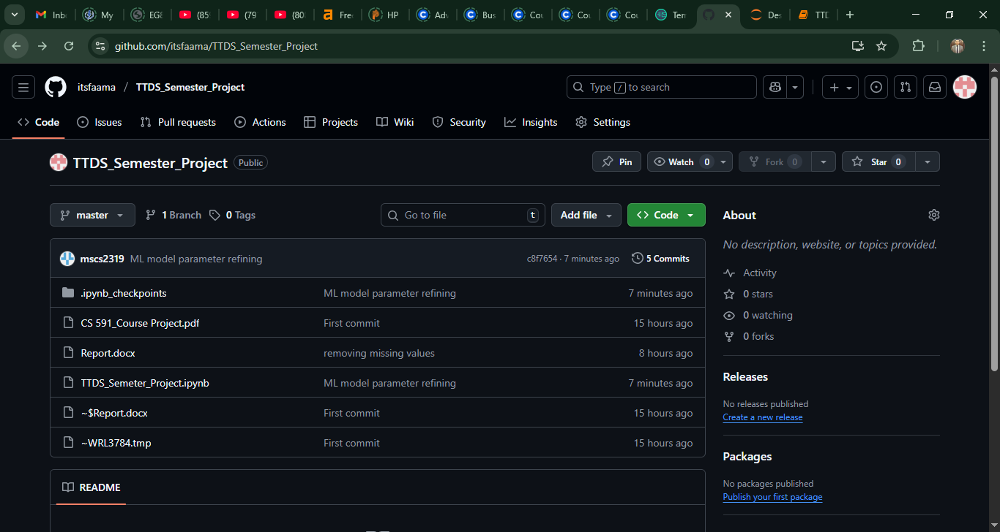 Inb
My
EG8
(85
(79
(80
Fre
HP
Adv
Bus
Cou
Cou
Cou
Ten
Des
TTD
github.com/itsfaama/TTDS_Semester_Project
itsfaama / TTDS_Semester_Project
Type / to search
Code
Issues
Pull requests
Actions
Projects
Wiki
Security
Insights
Settings
TTDS_Semester_Project Public
Pin
Watch 0
Fork 0
Star 0
master
1 Branch
0 Tags
Go to file t
Add file
Code
mscs2319 ML model parameter refining c8f7654 · 7 minutes ago 5 Commits
.ipynb_checkpoints ML model parameter refining 7 minutes ago
CS 591_Course Project.pdf First commit 15 hours ago
Report.docx removing missing values 8 hours ago
TTDS_Semeter_Project.ipynb ML model parameter refining 7 minutes ago
~$Report.docx First commit 15 hours ago
~WRL3784.tmp First commit 15 hours ago
README
About
No description, website, or topics provided.
Activity
0 stars
0 watching
0 forks
Releases
No releases published
Create a new release
Packages
No packages published
Publish your first package